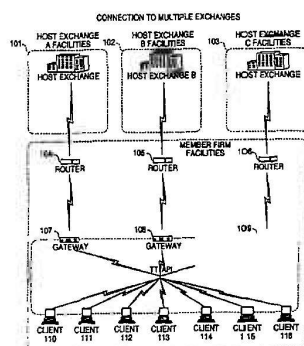 CONNECTION TO MULTIPLE EXCHANGES
101 HOST EXCHANGE A FACILITIES
102 HOST EXCHANGE B FACILITIES
103 HOST EXCHANGE C FACILITIES
HOST EXCHANGE
HOST EXCHANGE B
HOST EXCHANGE
MEMBER FIRM FACILITIES
104 ROUTER
105 ROUTER
106 ROUTER
107 GATEWAY
108 GATEWAY
109
TT API
CLIENT 110
CLIENT 111
CLIENT 112
CLIENT 113
CLIENT 114
CLIENT 115
CLIENT 116